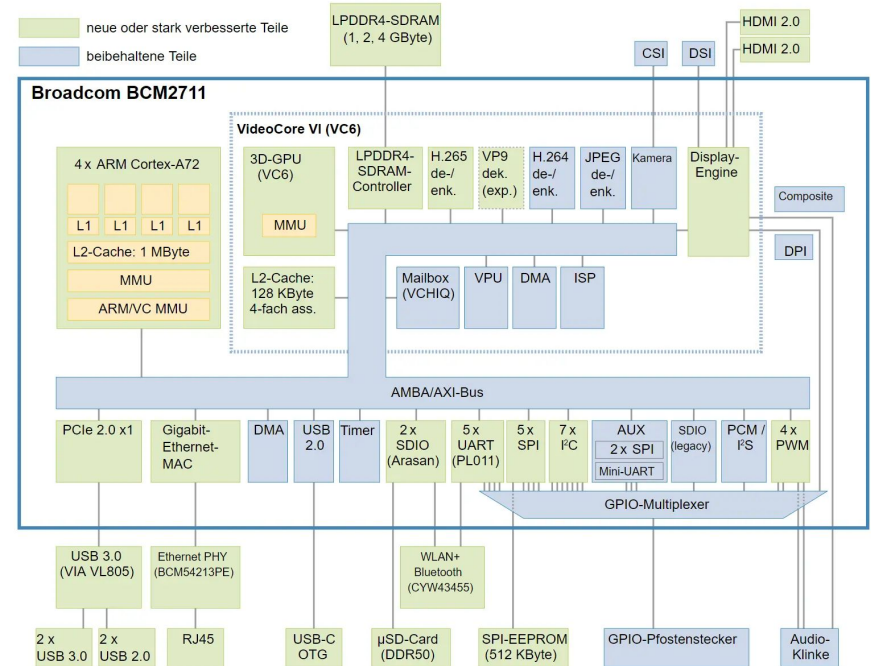 neue oder stark verbesserte Teile
beibehaltene Teile
LPDDR4-SDRAM
(1, 2, 4 GByte)
CSI
DSI
HDMI 2.0
HDMI 2.0
Broadcom BCM2711
VideoCore VI (VC6)
4 x ARM Cortex-A72
L1
L1
L1
L1
L2-Cache: 1 MByte
MMU
ARM/VC MMU
3D-GPU
(VC6)
MMU
LPDDR4-
SDRAM-
Controller
H.265
de-/
enk.
VP9
dek.
(exp.)
H.264
de-/
enk.
JPEG
de-/
enk.
Kamera
Display-
Engine
Composite
DPI
L2-Cache:
128 KByte
4-fach ass.
Mailbox
(VCHIQ)
VPU
DMA
ISP
AMBA/AXI-Bus
PCIe 2.0 x1
Gigabit-
Ethernet-
MAC
DMA
USB
2.0
Timer
2 x
SDIO
(Arasan)
5 x
UART
(PL011)
5 x
SPI
7 x
I²C
AUX
2 x SPI
Mini-UART
SDIO
(legacy)
PCM /
I²S
4 x
PWM
GPIO-Multiplexer
USB 3.0
(VIA VL805)
Ethernet PHY
(BCM54213PE)
WLAN+
Bluetooth
(CYW43455)
2 x
USB 3.0
2 x
USB 2.0
RJ45
USB-C
OTG
µSD-Card
(DDR50)
SPI-EEPROM
(512 KByte)
GPIO-Pfostenstecker
Audio-
Klinke